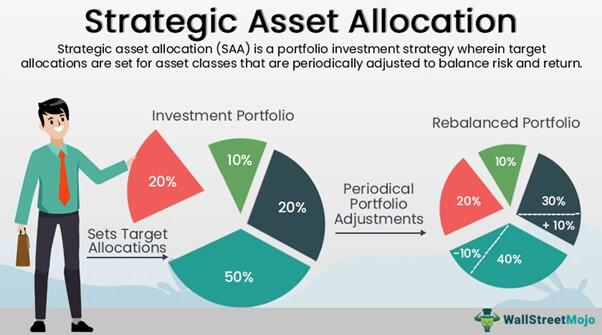 Strategic Asset Allocation
Strategic asset allocation (SAA) is a portfolio investment strategy wherein target
allocations are set for asset classes that are periodically adjusted to balance risk and return.
Investment Portfolio
10%
20%
20%
50%
Sets Target
Allocations
Periodical
Portfolio
Adjustments
Rebalanced Portfolio
10%
20%
30%
+ 10%
-10%
40%
WallStreetMojo